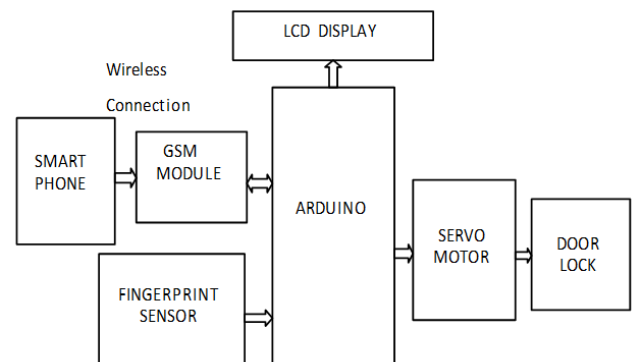 LCD DISPLAY
Wireless
Connection
SMART
PHONE
GSM
MODULE
ARDUINO
SERVO
MOTOR
DOOR
LOCK
FINGERPRINT
SENSOR